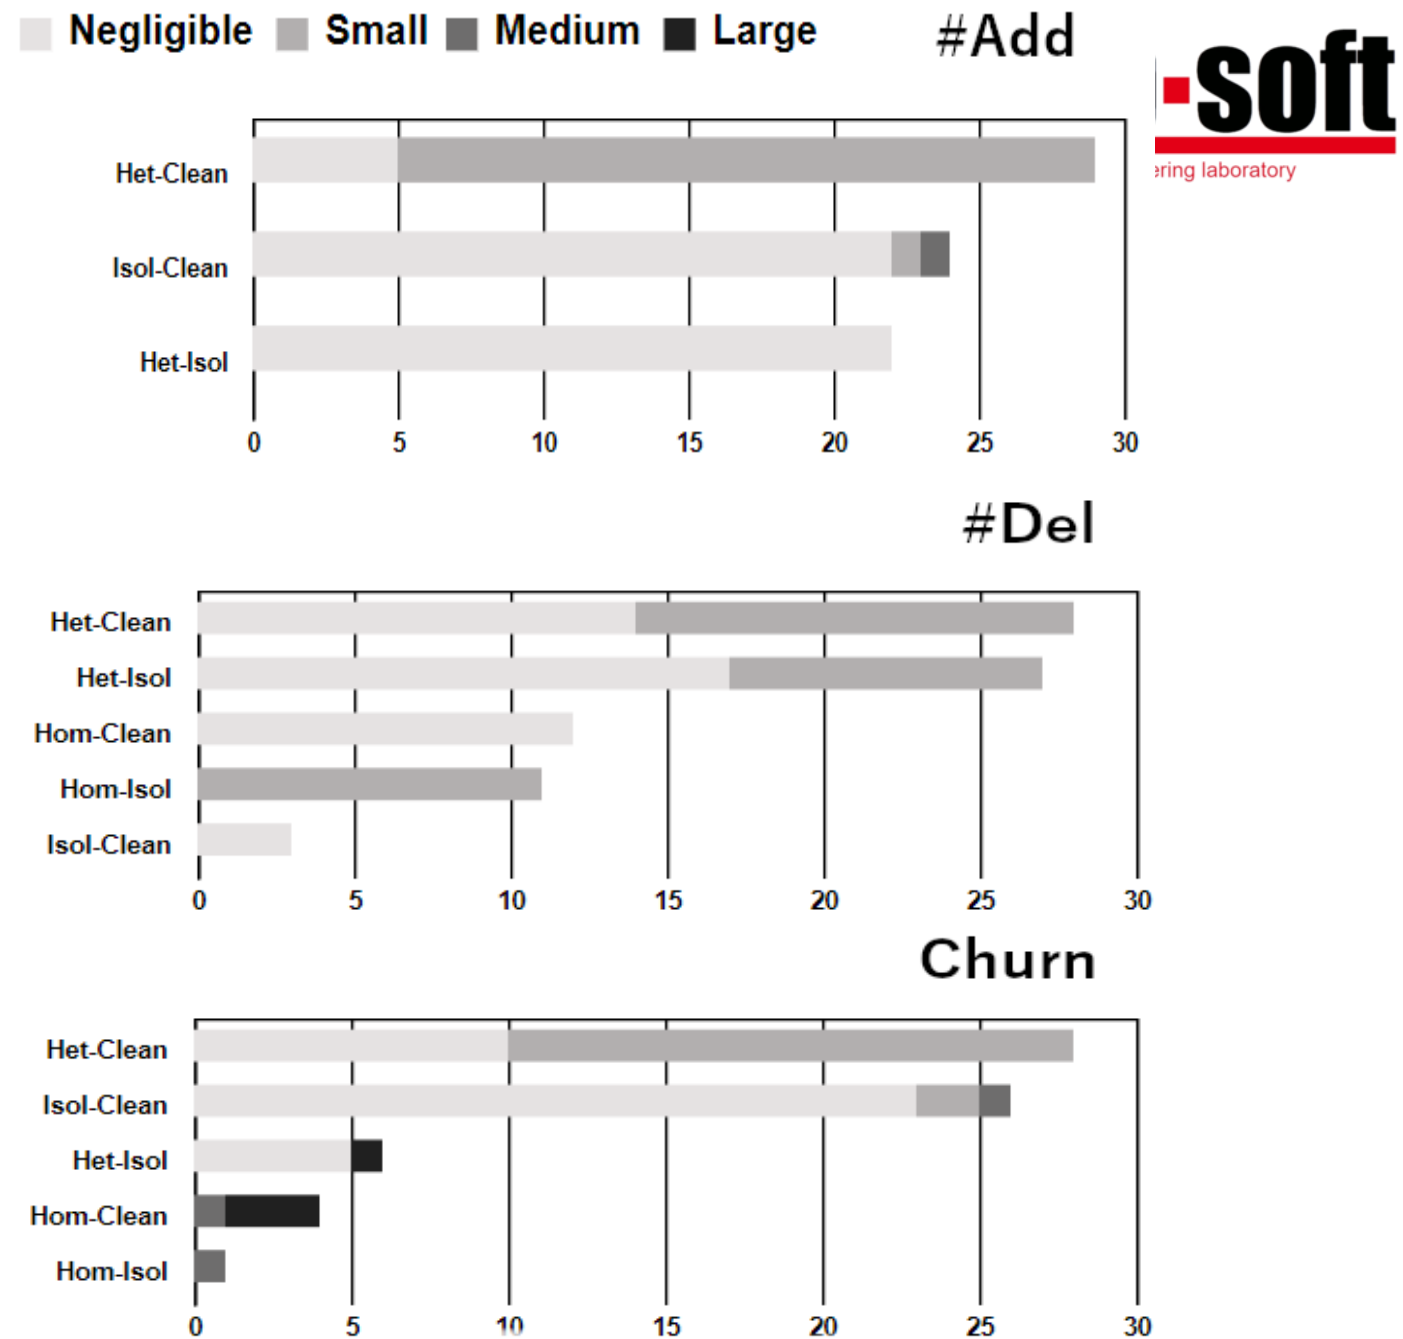 Negligible Small Medium Large
#Add
soft
ering laboratory
Het-Clean
Isol-Clean
Het-Isol
0 5 10 15 20 25 30
#Del
Het-Clean
Het-Isol
Hom-Clean
Hom-Isol
Isol-Clean
0 5 10 15 20 25 30
Churn
Het-Clean
Isol-Clean
Het-Isol
Hom-Clean
Hom-Isol
0 5 10 15 20 25 30